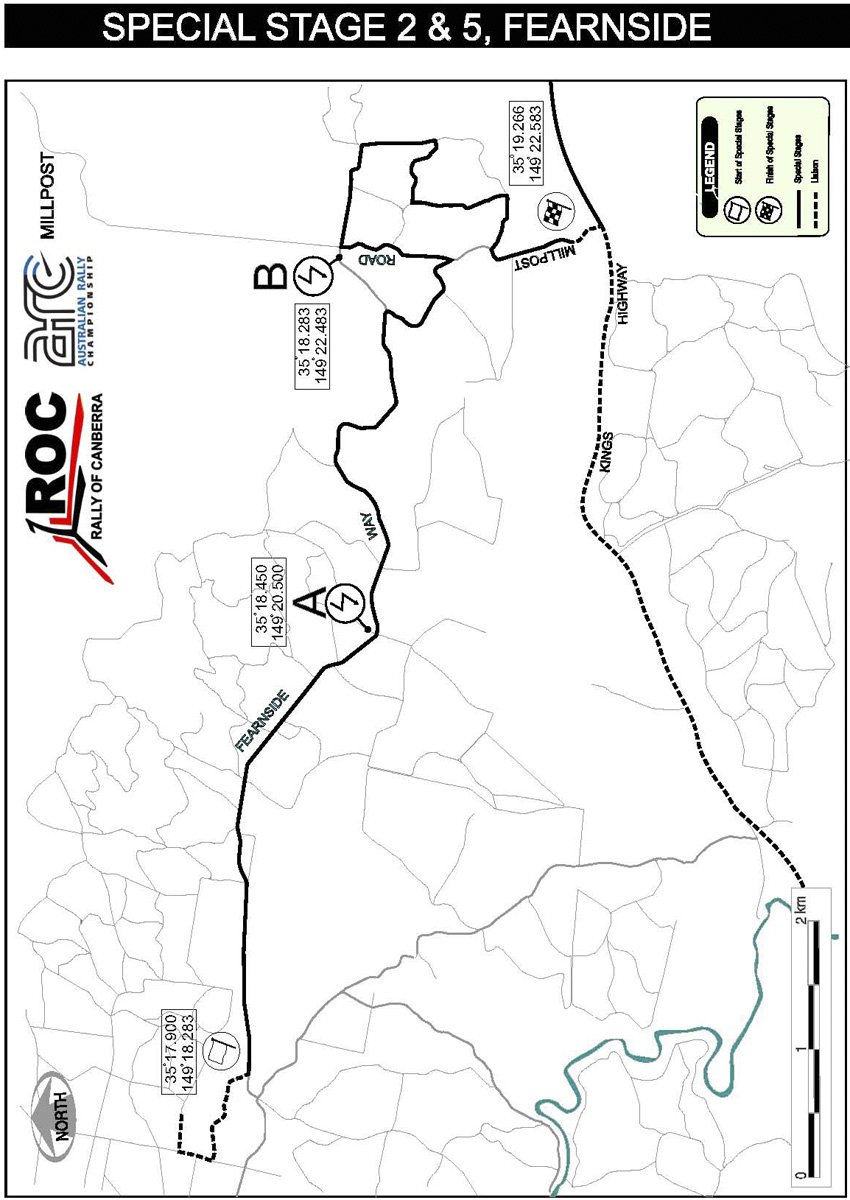 SPECIAL STAGE 2 & 5, FEARNSIDE
MILLPOST
arc
AUSTRALIAN RALLY
CHAMPIONSHIP
ROC
RALLY OF CANBERRA
LEGEND
Start of Special Stages
Finish of Special Stages
Special Stages
Liaison
35°19.266
149°22.583
MILLPOST
ROAD
B
35°18.283
149°22.483
HIGHWAY
KINGS
WAY
A
35°18.450
149°20.500
FEARNSIDE
35°17.900
149°18.283
NORTH
0
1
2 km